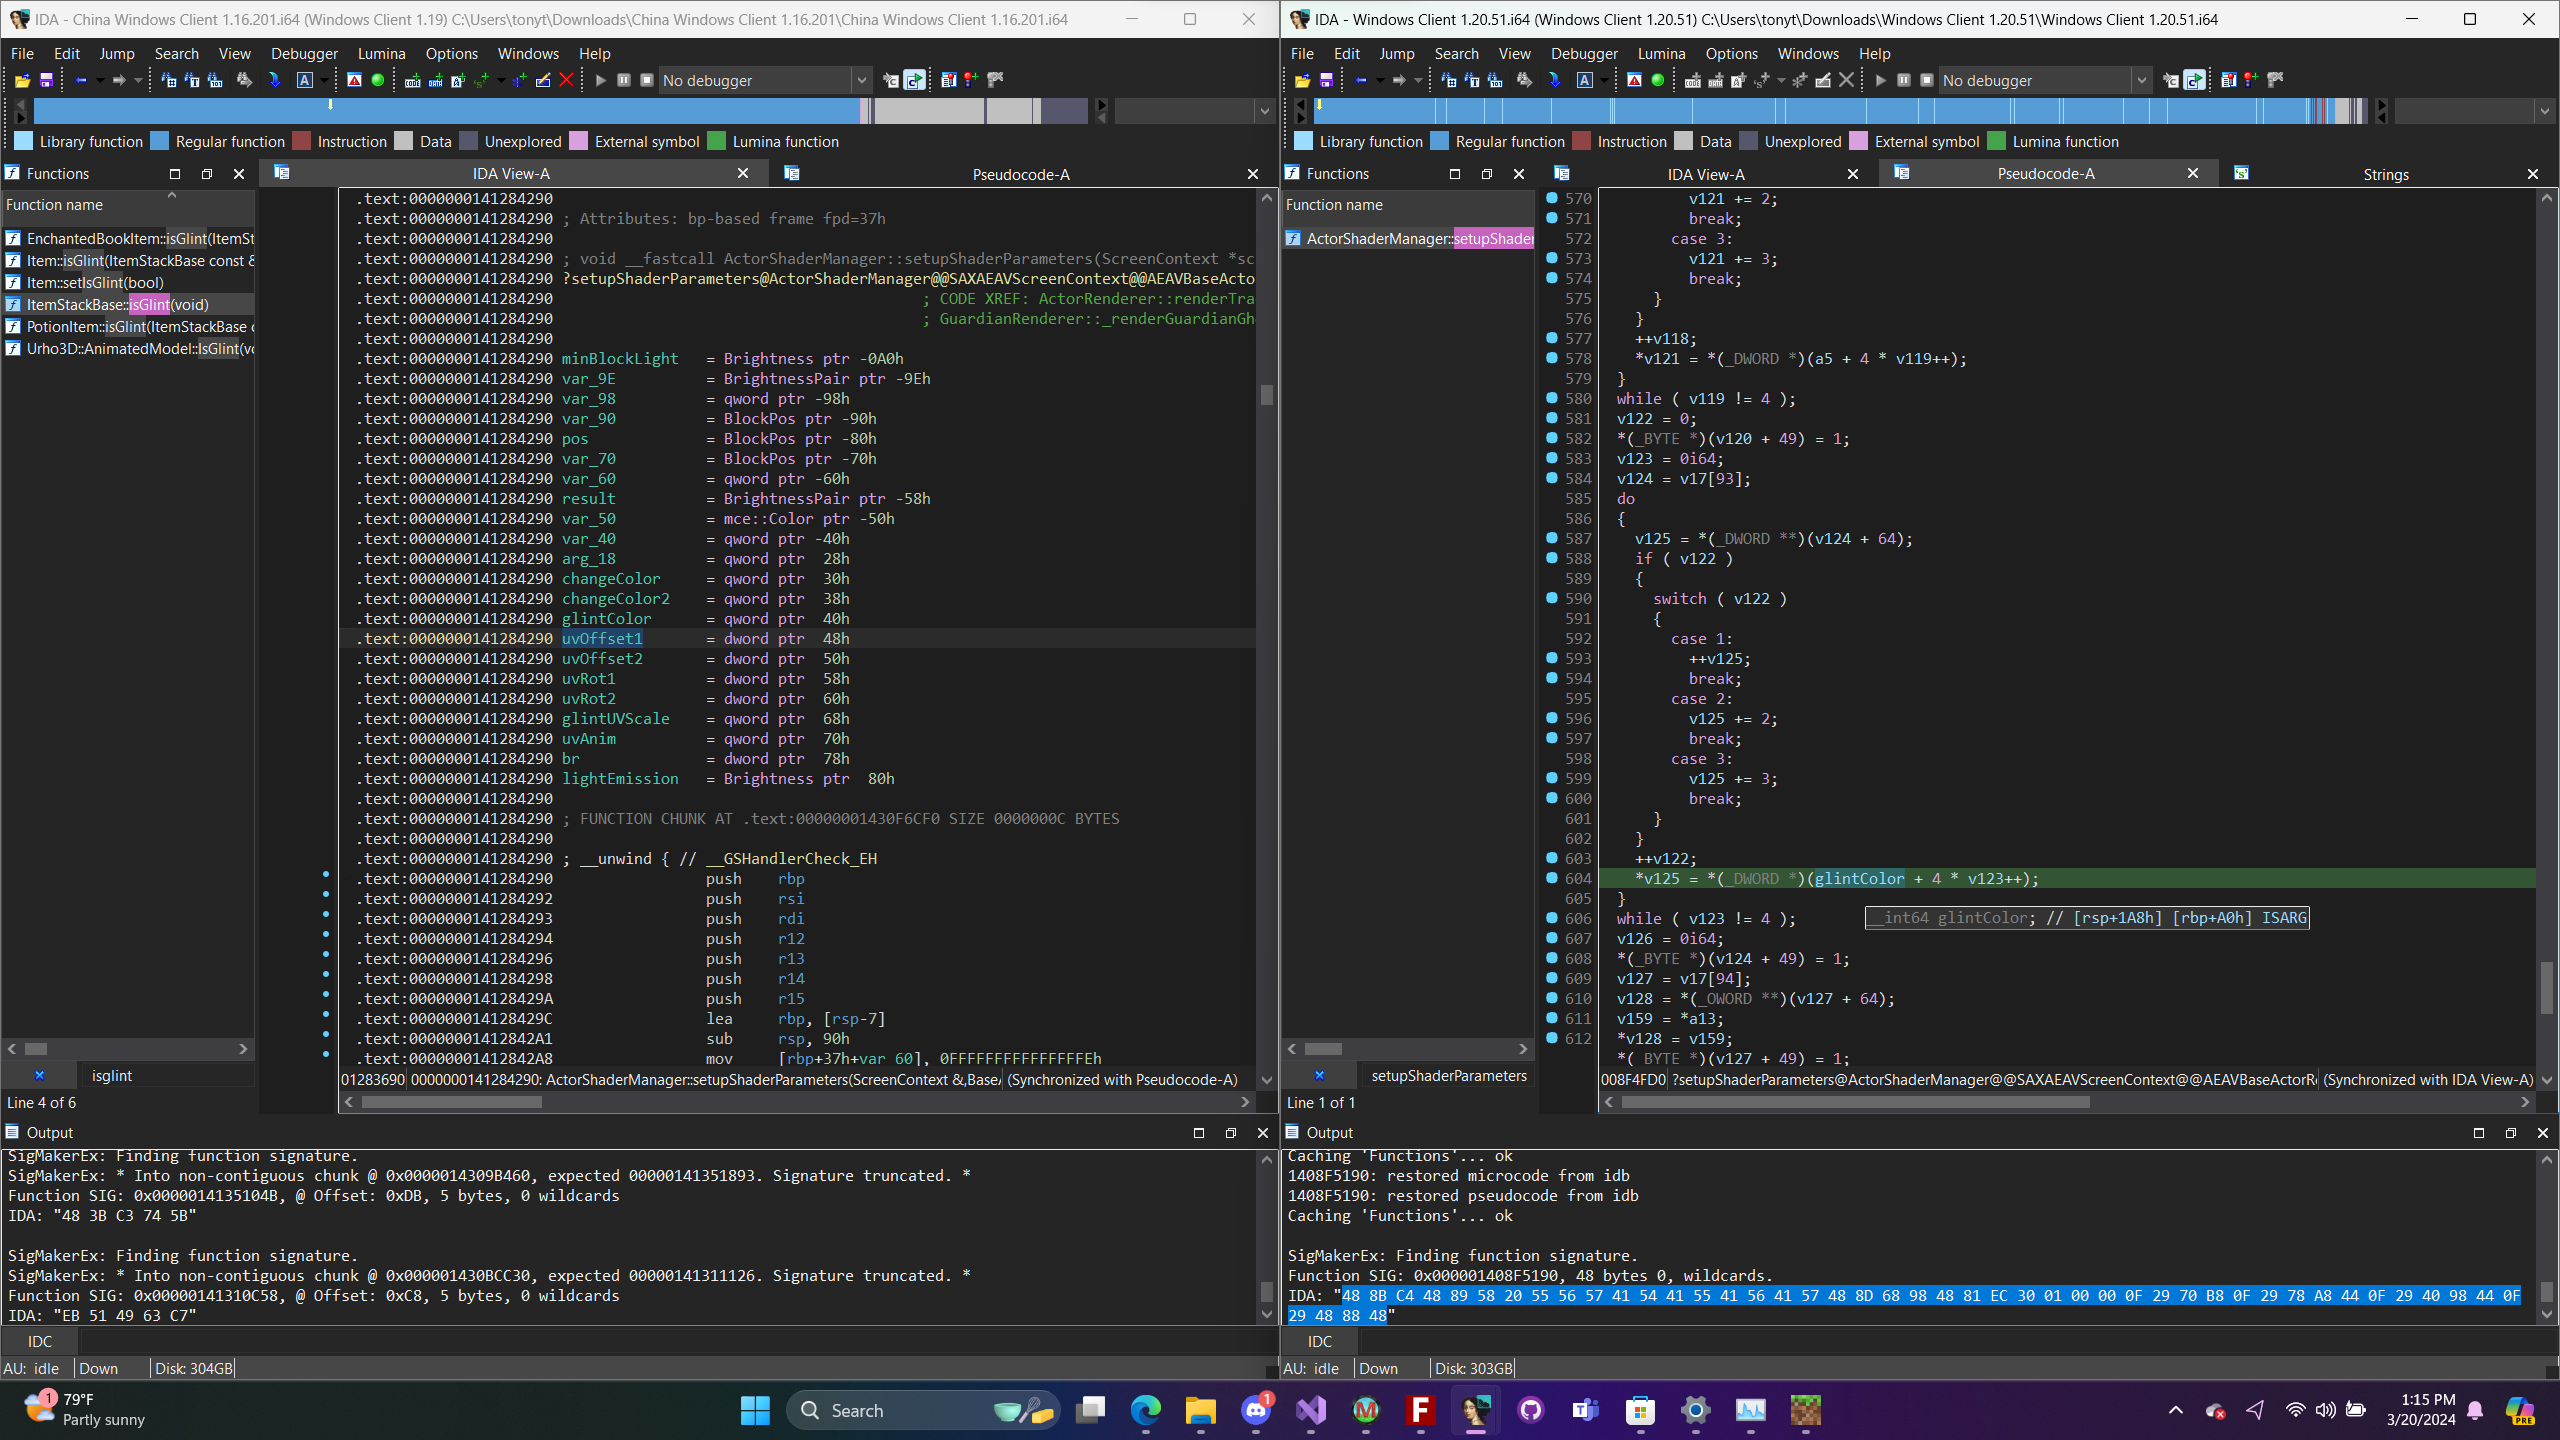 IDA - China Windows Client 1.16.201.i64 (Windows Client 1.19) C:\Users\tonyt\Downloads\China Windows Client 1.16.201\China Windows Client 1.16.201.i64
File Edit Jump Search View Debugger Lumina Options Windows Help
No debugger
Library function Regular function Instruction Data Unexplored External symbol Lumina function
Functions
Function name
EnchantedBookItem::isGlint(ItemSt
Item::isGlint(ItemStackBase const &
Item::setIsGlint(bool)
ItemStackBase::isGlint(void)
PotionItem::isGlint(ItemStackBase c
Urho3D::AnimatedModel::IsGlint(vo
isglint
Line 4 of 6
IDA View-A
Pseudocode-A
.text:0000000141284290
.text:0000000141284290 ; Attributes: bp-based frame fpd=37h
.text:0000000141284290
.text:0000000141284290 ; void __fastcall ActorShaderManager::setupShaderParameters(ScreenContext *sc
.text:0000000141284290 ?setupShaderParameters@ActorShaderManager@@SAXAEAVScreenContext@@AEAVBaseActo
.text:0000000141284290 ; CODE XREF: ActorRenderer::renderTra
.text:0000000141284290 ; GuardianRenderer::_renderGuardianGh
.text:0000000141284290
.text:0000000141284290 minBlockLight = Brightness ptr -0A0h
.text:0000000141284290 var_9E = BrightnessPair ptr -9Eh
.text:0000000141284290 var_98 = qword ptr -98h
.text:0000000141284290 var_90 = BlockPos ptr -90h
.text:0000000141284290 pos = BlockPos ptr -80h
.text:0000000141284290 var_70 = BlockPos ptr -70h
.text:0000000141284290 var_60 = qword ptr -60h
.text:0000000141284290 result = BrightnessPair ptr -58h
.text:0000000141284290 var_50 = mce::Color ptr -50h
.text:0000000141284290 var_40 = qword ptr -40h
.text:0000000141284290 arg_18 = qword ptr 28h
.text:0000000141284290 changeColor = qword ptr 30h
.text:0000000141284290 changeColor2 = qword ptr 38h
.text:0000000141284290 glintColor = qword ptr 40h
.text:0000000141284290 uvOffset1 = dword ptr 48h
.text:0000000141284290 uvOffset2 = dword ptr 50h
.text:0000000141284290 uvRot1 = dword ptr 58h
.text:0000000141284290 uvRot2 = dword ptr 60h
.text:0000000141284290 glintUVScale = qword ptr 68h
.text:0000000141284290 uvAnim = qword ptr 70h
.text:0000000141284290 br = dword ptr 78h
.text:0000000141284290 lightEmission = Brightness ptr 80h
.text:0000000141284290
.text:0000000141284290 ; FUNCTION CHUNK AT .text:00000001430F6CF0 SIZE 0000000C BYTES
.text:0000000141284290
.text:0000000141284290 ; __unwind { // __GSHandlerCheck_EH
.text:0000000141284290 push rbp
.text:0000000141284292 push rsi
.text:0000000141284293 push rdi
.text:0000000141284294 push r12
.text:0000000141284296 push r13
.text:0000000141284298 push r14
.text:000000014128429A push r15
.text:000000014128429C lea rbp, [rsp-7]
.text:00000001412842A1 sub rsp, 90h
.text:00000001412842A8 mov [rbp+37h+var_60], 0FFFFFFFFFFFFFFFEh
01283690 0000000141284290: ActorShaderManager::setupShaderParameters(ScreenContext &,BaseA (Synchronized with Pseudocode-A)
Output
SigMakerEx: Finding function signature.
SigMakerEx: * Into non-contiguous chunk @ 0x0000014309B460, expected 00000141351893. Signature truncated. *
Function SIG: 0x0000014135104B, @ Offset: 0xDB, 5 bytes, 0 wildcards
IDA: "48 3B C3 74 5B"
SigMakerEx: Finding function signature.
SigMakerEx: * Into non-contiguous chunk @ 0x000001430BCC30, expected 00000141311126. Signature truncated. *
Function SIG: 0x00000141310C58, @ Offset: 0xC8, 5 bytes, 0 wildcards
IDA: "EB 51 49 63 C7"
IDC
AU: idle Down Disk: 304GB
IDA - Windows Client 1.20.51.i64 (Windows Client 1.20.51) C:\Users\tonyt\Downloads\Windows Client 1.20.51\Windows Client 1.20.51.i64
File Edit Jump Search View Debugger Lumina Options Windows Help
No debugger
Library function Regular function Instruction Data Unexplored External symbol Lumina function
Functions
Function name
ActorShaderManager::setupShader
setupShaderParameters
Line 1 of 1
IDA View-A
Pseudocode-A
Strings
570 v121 += 2;
571 break;
572 case 3:
573 v121 += 3;
574 break;
575 }
576 }
577 ++v118;
578 *v121 = *(_DWORD *)(a5 + 4 * v119++);
579 }
580 while ( v119 != 4 );
581 v122 = 0;
582 *(_BYTE *)(v120 + 49) = 1;
583 v123 = 0i64;
584 v124 = v17[93];
585 do
586 {
587 v125 = *(_DWORD **)(v124 + 64);
588 if ( v122 )
589 {
590 switch ( v122 )
591 {
592 case 1:
593 ++v125;
594 break;
595 case 2:
596 v125 += 2;
597 break;
598 case 3:
599 v125 += 3;
600 break;
601 }
602 }
603 ++v122;
604 *v125 = *(_DWORD *)(glintColor + 4 * v123++);
605 }
606 while ( v123 != 4 );
__int64 glintColor; // [rsp+1A8h] [rbp+A0h] ISARG
607 v126 = 0i64;
608 *(_BYTE *)(v124 + 49) = 1;
609 v127 = v17[94];
610 v128 = *(_OWORD **)(v127 + 64);
611 v159 = *a13;
612 *v128 = v159;
*(_BYTE *)(v127 + 49) = 1;
008F4FD0 ?setupShaderParameters@ActorShaderManager@@SAXAEAVScreenContext@@AEAVBaseActorR (Synchronized with IDA View-A)
Output
Caching 'Functions'... ok
1408F5190: restored microcode from idb
1408F5190: restored pseudocode from idb
Caching 'Functions'... ok
SigMakerEx: Finding function signature.
Function SIG: 0x000001408F5190, 48 bytes 0, wildcards.
IDA: "48 8B C4 48 89 58 20 55 56 57 41 54 41 55 41 56 41 57 48 8D 68 98 48 81 EC 30 01 00 00 0F 29 70 B8 0F 29 78 A8 44 0F 29 40 98 44 0F
29 48 88 48"
IDC
AU: idle Down Disk: 303GB
1
79°F
Partly sunny
Search
1
1:15 PM
3/20/2024
PRE